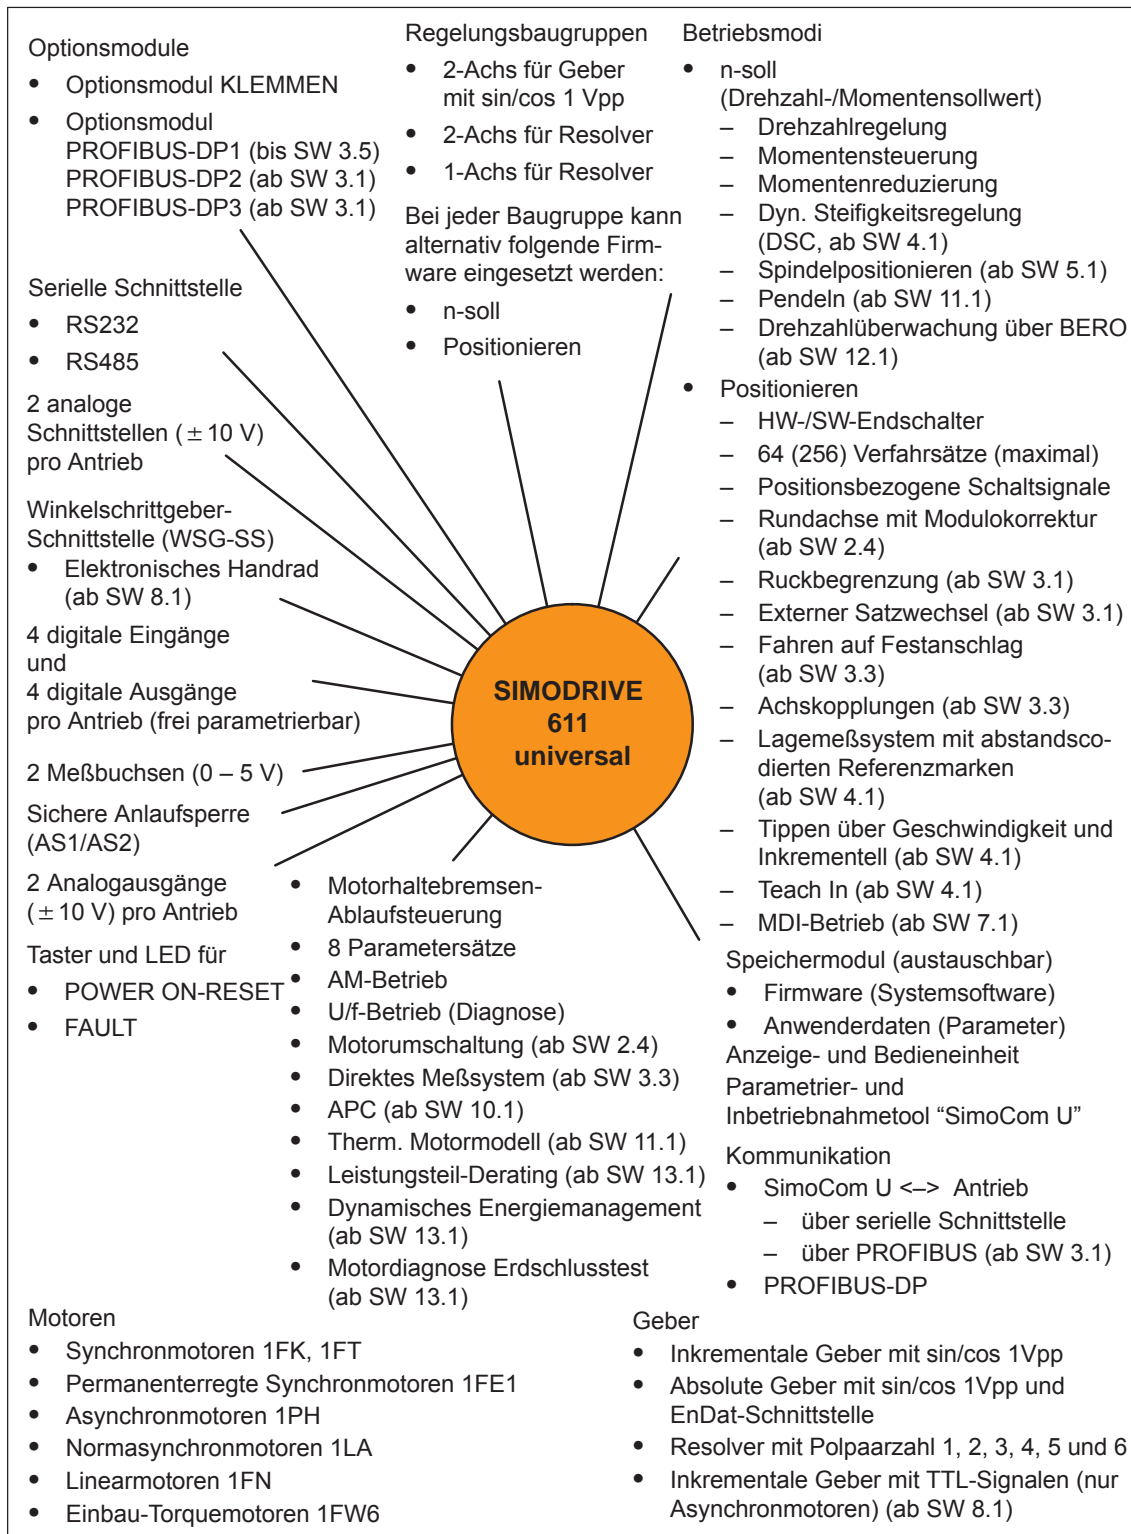 Optionsmodule
• Optionsmodul KLEMMEN
• Optionsmodul
PROFIBUS-DP1 (bis SW 3.5)
PROFIBUS-DP2 (ab SW 3.1)
PROFIBUS-DP3 (ab SW 3.1)
Serielle Schnittstelle
• RS232
• RS485
2 analoge
Schnittstellen (±10 V)
pro Antrieb
Winkelschrittgeber-
Schnittstelle (WSG-SS)
• Elektronisches Handrad
(ab SW 8.1)
4 digitale Eingänge
und
4 digitale Ausgänge
pro Antrieb (frei parametrierbar)
2 Meßbuchsen (0 – 5 V)
Sichere Anlaufsperre
(AS1/AS2)
2 Analogausgänge
(±10 V) pro Antrieb
Taster und LED für
• POWER ON-RESET
• FAULT
Regelungsbaugruppen
• 2-Achs für Geber
mit sin/cos 1 Vpp
• 2-Achs für Resolver
• 1-Achs für Resolver
Bei jeder Baugruppe kann
alternativ folgende Firm-
ware eingesetzt werden:
• n-soll
• Positionieren
SIMODRIVE
611
universal
• Motorhaltebremsen-
Ablaufsteuerung
• 8 Parametersätze
• AM-Betrieb
• U/f-Betrieb (Diagnose)
• Motorumschaltung (ab SW 2.4)
• Direktes Meßsystem (ab SW 3.3)
• APC (ab SW 10.1)
• Therm. Motormodell (ab SW 11.1)
• Leistungsteil-Derating (ab SW 13.1)
• Dynamisches Energiemanagement
(ab SW 13.1)
• Motordiagnose Erdschlusstest
(ab SW 13.1)
Betriebsmodi
• n-soll
(Drehzahl-/Momentensollwert)
– Drehzahlregelung
– Momentensteuerung
– Momentenreduzierung
– Dyn. Steifigkeitsregelung
(DSC, ab SW 4.1)
– Spindelpositionieren (ab SW 5.1)
– Pendeln (ab SW 11.1)
– Drehzahlüberwachung über BERO
(ab SW 12.1)
• Positionieren
– HW-/SW-Endschalter
– 64 (256) Verfahrsätze (maximal)
– Positionsbezogene Schaltsignale
– Rundachse mit Modulokorrektur
(ab SW 2.4)
– Ruckbegrenzung (ab SW 3.1)
– Externer Satzwechsel (ab SW 3.1)
– Fahren auf Festanschlag
(ab SW 3.3)
– Achskopplungen (ab SW 3.3)
– Lagemeßsystem mit abstandsco-
dierten Referenzmarken
(ab SW 4.1)
– Tippen über Geschwindigkeit und
Inkrementell (ab SW 4.1)
– Teach In (ab SW 4.1)
– MDI-Betrieb (ab SW 7.1)
Speichermodul (austauschbar)
• Firmware (Systemsoftware)
• Anwenderdaten (Parameter)
Anzeige- und Bedieneinheit
Parametrier- und
Inbetriebnahmetool “SimoCom U”
Kommunikation
• SimoCom U <–> Antrieb
– über serielle Schnittstelle
– über PROFIBUS (ab SW 3.1)
• PROFIBUS-DP
Motoren
• Synchronmotoren 1FK, 1FT
• Permanenterregte Synchronmotoren 1FE1
• Asynchronmotoren 1PH
• Normasynchronmotoren 1LA
• Linearmotoren 1FN
• Einbau-Torquemotoren 1FW6
Geber
• Inkrementale Geber mit sin/cos 1Vpp
• Absolute Geber mit sin/cos 1Vpp und
EnDat-Schnittstelle
• Resolver mit Polpaarzahl 1, 2, 3, 4, 5 und 6
• Inkrementale Geber mit TTL-Signalen (nur
Asynchronmotoren) (ab SW 8.1)